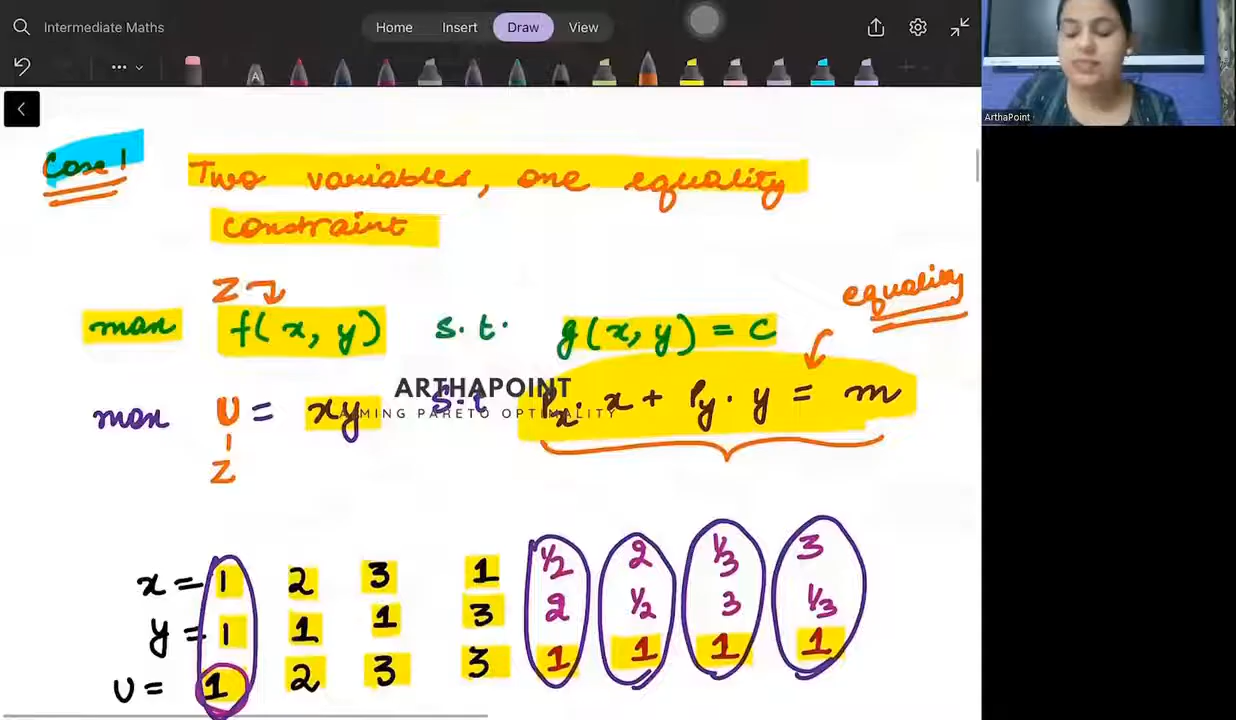 Intermediate Maths
Home Insert Draw View
A
ArthaPoint
Case 1
Two variables, one equality
constraint
Z
equality
max f(x, y) s.t. g(x, y) = c
ARTHAPOINT
AIMING PARETO OPTIMALITY
max U = xy s.t Px. x + Py. y = m
Z
x = 1 2 3 1 1/2 2 1/3 3
y = 1 1 1 3 2 1/2 3 1/3
U = 1 2 3 3 1 1 1 1